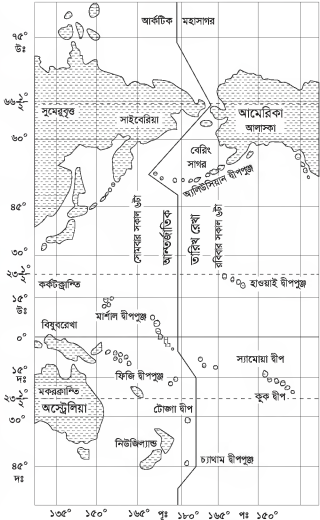 আর্কটিক মহাসাগর
৭৫°
উঃ
৬৬½°
সুমেরুবৃত্ত
সাইবেরিয়া
আমেরিকা
আলাস্কা
৬০°
বেরিং
সাগর
আলিউসিয়ান দ্বীপপুঞ্জ
৪৫°
সোমবার সকাল ৬টা
আন্তর্জাতিক
তারিখ রেখা
রবিবার সকাল ৬টা
৩০°
২৩½°
কর্কটক্রান্তি
হাওয়াই দ্বীপপুঞ্জ
১৫°
উঃ
মার্শাল দ্বীপপুঞ্জ
বিষুবরেখা
০°
স্যামোয়া দ্বীপ
১৫°
দঃ
ফিজি দ্বীপপুঞ্জ
কুক দ্বীপ
মকরক্রান্তি
২৩½°
অস্ট্রেলিয়া
টোঙ্গা দ্বীপ
৩০°
নিউজিল্যান্ড
চ্যাথাম দ্বীপপুঞ্জ
৪৫°
দঃ
১৩৫° ১৫০° ১৬৫° পূঃ ১৮০° ১৬৫° পঃ ১৫০°